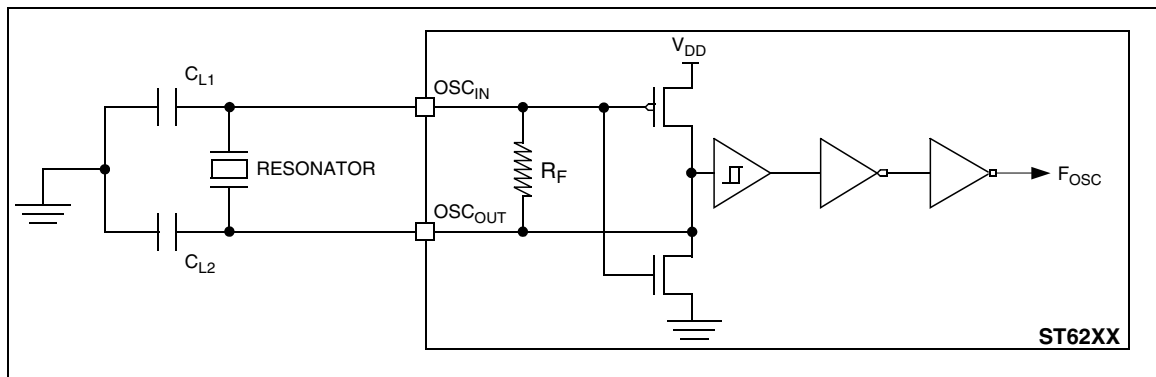 V_DD
C_L1
OSC_IN
RESONATOR
R_F
F_OSC
OSC_OUT
C_L2
ST62XX